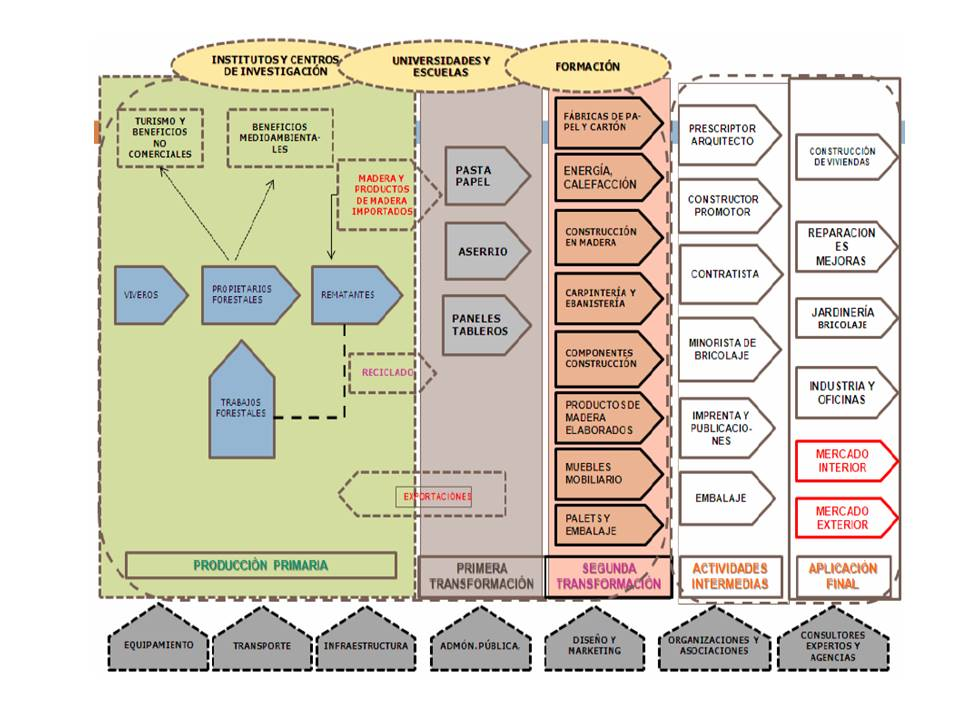 INSTITUTOS Y CENTROS
DE INVESTIGACIÓN
UNIVERSIDADES Y
ESCUELAS
FORMACIÓN
TURISMO Y
BENEFICIOS
NO
COMERCIALES
BENEFICIOS
MEDIOAMBIENTA-
LES
MADERA Y
PRODUCTOS
DE MADERA
IMPORTADOS
VIVEROS
PROPIETARIOS
FORESTALES
REMATANTES
TRABAJOS
FORESTALES
RECICLADO
EXPORTACIONES
PRODUCCIÓN PRIMARIA
PASTA
PAPEL
ASERRIO
PANELES
TABLEROS
PRIMERA
TRANSFORMACIÓN
FÁBRICAS DE PA-
PEL Y CARTÓN
ENERGÍA,
CALEFACCIÓN
CONSTRUCCIÓN
EN MADERA
CARPINTERÍA Y
EBANISTERÍA
COMPONENTES
CONSTRUCCIÓN
PRODUCTOS DE
MADERA
ELABORADOS
MUEBLES
MOBILIARIO
PALETS Y
EMBALAJE
SEGUNDA
TRANSFORMACIÓN
PRESCRIPTOR
ARQUITECTO
CONSTRUCTOR
PROMOTOR
CONTRATISTA
MINORISTA DE
BRICOLAJE
IMPRENTA Y
PUBLICACIO-
NES
EMBALAJE
ACTIVIDADES
INTERMEDIAS
CONSTRUCCIÓN
DE VIVIENDAS
REPARACION
ES
MEJORAS
JARDINERÍA
BRICOLAJE
INDUSTRIA Y
OFICINAS
MERCADO
INTERIOR
MERCADO
EXTERIOR
APLICACIÓN
FINAL
EQUIPAMIENTO
TRANSPORTE
INFRAESTRUCTURA
ADMÓN.PÚBLICA.
DISEÑO Y
MARKETING
ORGANIZACIONES Y
ASOCIACIONES
CONSULTORES
EXPERTOS Y
AGENCIAS